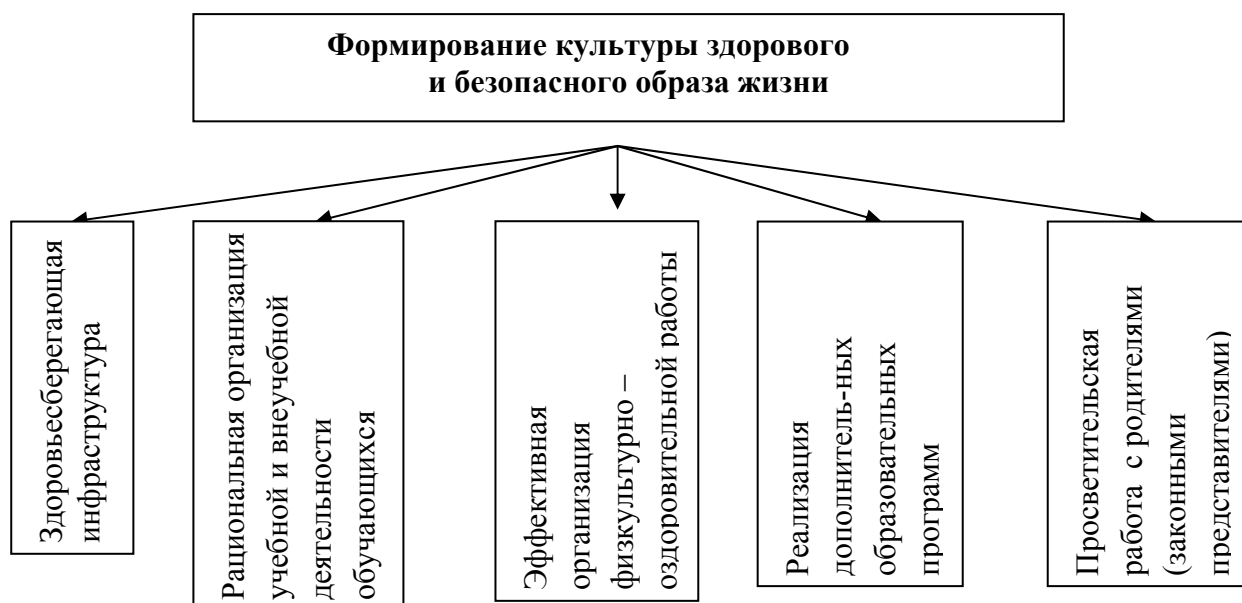 Формирование культуры здорового
и безопасного образа жизни
Здоровьесберегающая
инфраструктура
Рациональная организация
учебной и внеучебной
деятельности
обучающихся
Эффективная
организация
физкультурно –
оздоровительной работы
Реализация
дополнитель-ных
образовательных
программ
Просветительская
работа с родителями
(законными
представителями)